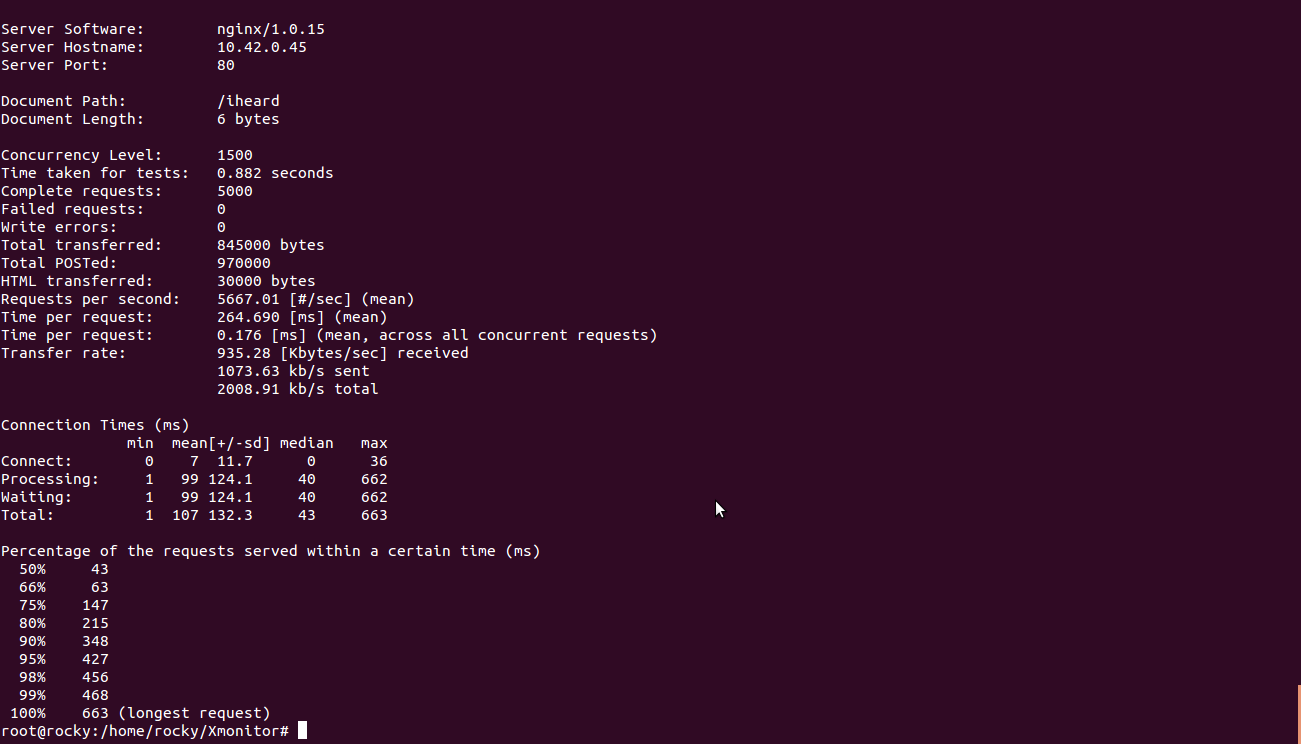 Server Software:        nginx/1.0.15
Server Hostname:        10.42.0.45
Server Port:            80
Document Path:          /iheard
Document Length:        6 bytes
Concurrency Level:      1500
Time taken for tests:   0.882 seconds
Complete requests:      5000
Failed requests:        0
Write errors:           0
Total transferred:      845000 bytes
Total POSTed:           970000
HTML transferred:       30000 bytes
Requests per second:    5667.01 [#/sec] (mean)
Time per request:       264.690 [ms] (mean)
Time per request:       0.176 [ms] (mean, across all concurrent requests)
Transfer rate:          935.28 [Kbytes/sec] received
                        1073.63 kb/s sent
                        2008.91 kb/s total
Connection Times (ms)
              min  mean[+/-sd] median   max
Connect:        0    7  11.7      0      36
Processing:     1   99 124.1     40     662
Waiting:        1   99 124.1     40     662
Total:          1  107 132.3     43     663
Percentage of the requests served within a certain time (ms)
  50%     43
  66%     63
  75%    147
  80%    215
  90%    348
  95%    427
  98%    456
  99%    468
 100%    663 (longest request)
root@rocky:/home/rocky/Xmonitor#